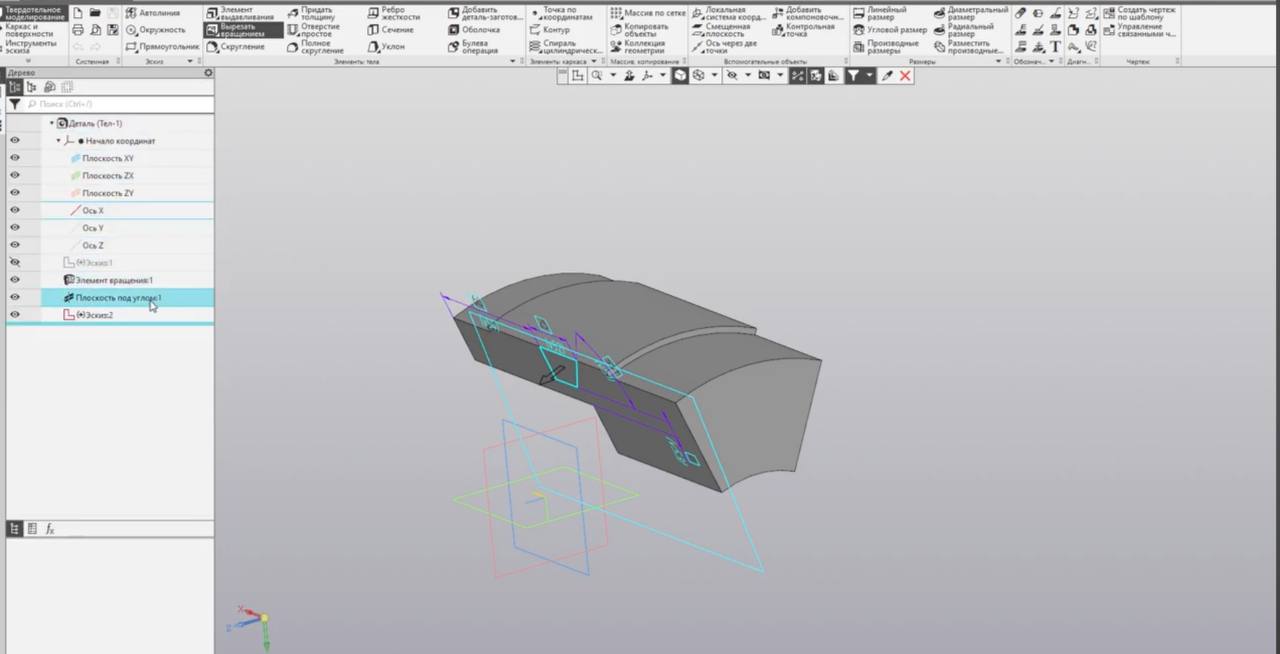 Твердотельное моделирование
Каркас и поверхности
Инструменты эскиза
Системная
Автолиния
Окружность
Прямоугольник
Эскиз
Элемент выдавливания
Вырезать вращением
Скругление
Придать толщину
Отверстие простое
Полное скругление
Ребро жесткости
Сечение
Уклон
Добавить деталь-заготов...
Оболочка
Булева операция
Элементы тела
Точка по координатам
Контур
Спираль цилиндрическ...
Элементы каркаса
Массив по сетке
Копировать объекты
Коллекция геометрии
Массив, копирование
Локальная система коорд...
Смещенная плоскость
Ось через две точки
Добавить компоновочн...
Контрольная точка
Вспомогательные объекты
Линейный размер
Угловой размер
Производные размеры
Диаметральный размер
Радиальный размер
Разместить производные...
Размеры
Обознач...
Диагн...
Создать чертеж по шаблону
Управление связанными ч...
Чертеж
Дерево
Поиск (Ctrl+/)
Деталь (Тел-1)
Начало координат
Плоскость XY
Плоскость ZX
Плоскость ZY
Ось X
Ось Y
Ось Z
(+)Эскиз:1
Элемент вращения:1
Плоскость под углом:1
(+)Эскиз:2
fx
X
Z